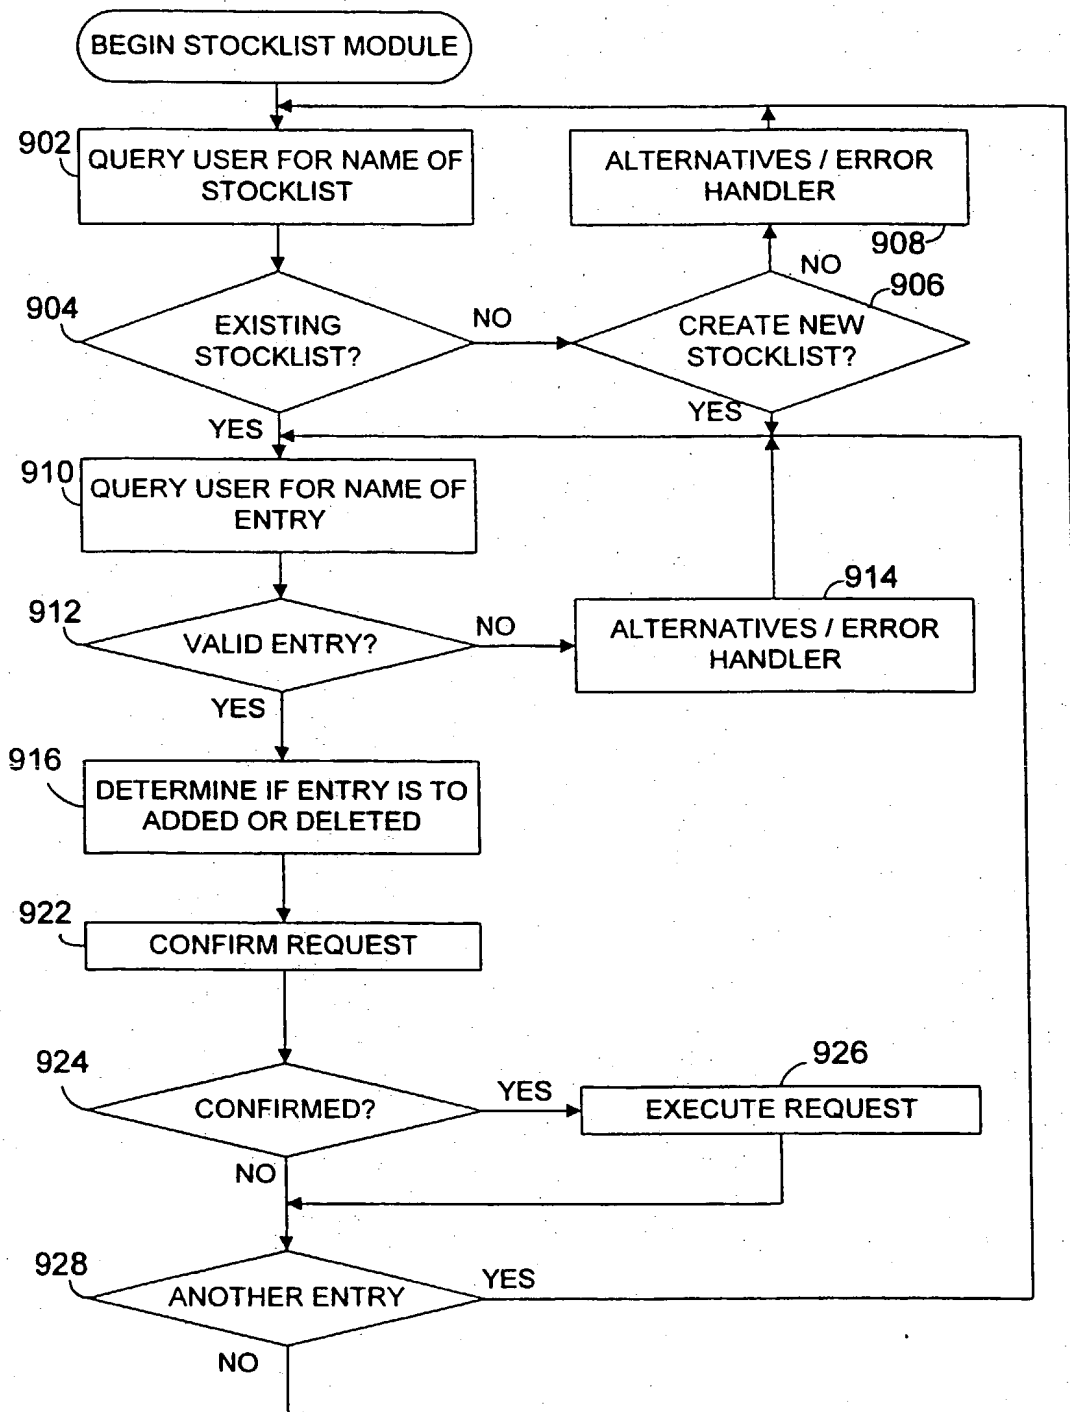 BEGIN STOCKLIST MODULE
902
QUERY USER FOR NAME OF
STOCKLIST
ALTERNATIVES / ERROR
HANDLER
908
NO
906
904
EXISTING
STOCKLIST?
NO
CREATE NEW
STOCKLIST?
YES
YES
910
QUERY USER FOR NAME OF
ENTRY
912
VALID ENTRY?
NO
914
ALTERNATIVES / ERROR
HANDLER
YES
916
DETERMINE IF ENTRY IS TO
ADDED OR DELETED
922
CONFIRM REQUEST
924
CONFIRMED?
YES
926
EXECUTE REQUEST
NO
928
ANOTHER ENTRY
YES
NO